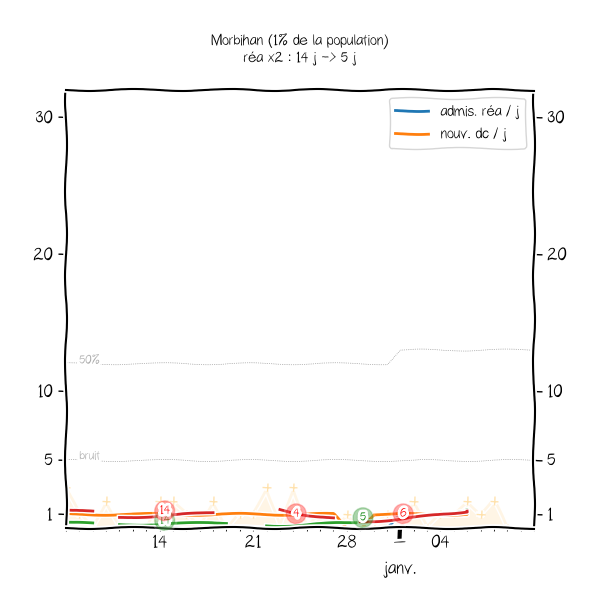 Morbihan (1% de la population)
réa x2 : 14 j -> 5 j
admis. réa / j
nouv. dc / j
30 30
20 20
50%
10 10
bruit
5 5
14
4 5 6
1 1
14 21 28 04
janv.